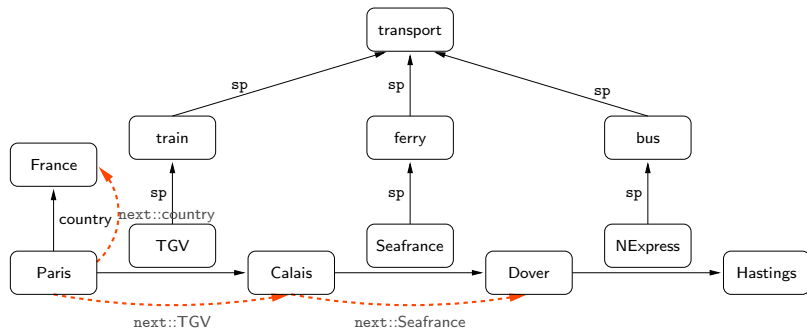 transport
sp
sp
sp
train
ferry
bus
France
sp
sp
sp
country
next::country
TGV
Seafrance
NExpress
Paris
Calais
Dover
Hastings
next::TGV
next::Seafrance